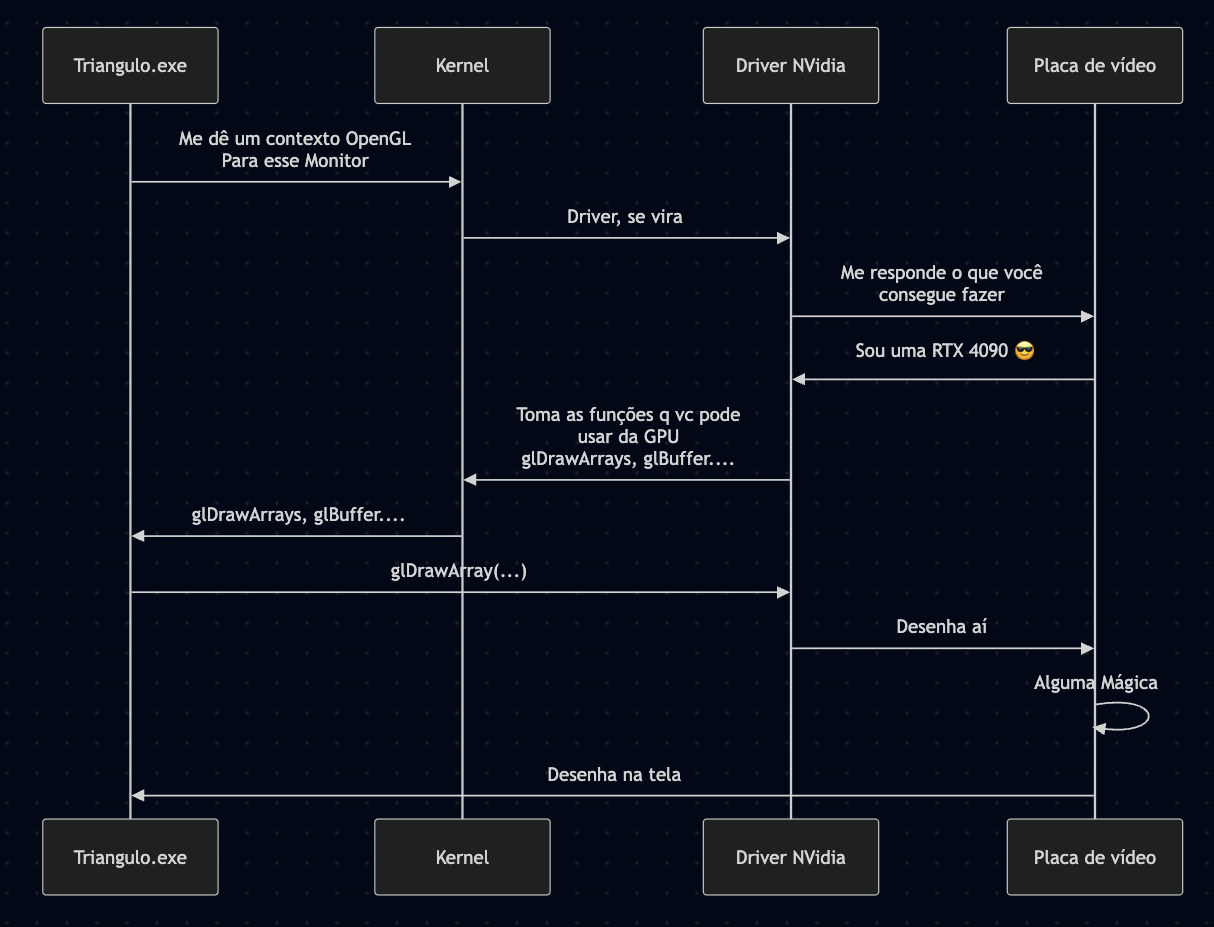 Triangulo.exe
Kernel
Driver NVidia
Placa de vídeo
Me dê um contexto OpenGL
Para esse Monitor
Driver, se vira
Me responde o que você
consegue fazer
Sou uma RTX 4090 😎
Toma as funções q vc pode
usar da GPU
glDrawArrays, glBuffer....
glDrawArrays, glBuffer....
glDrawArray(...)
Desenha aí
Alguma Mágica
Desenha na tela
Triangulo.exe
Kernel
Driver NVidia
Placa de vídeo